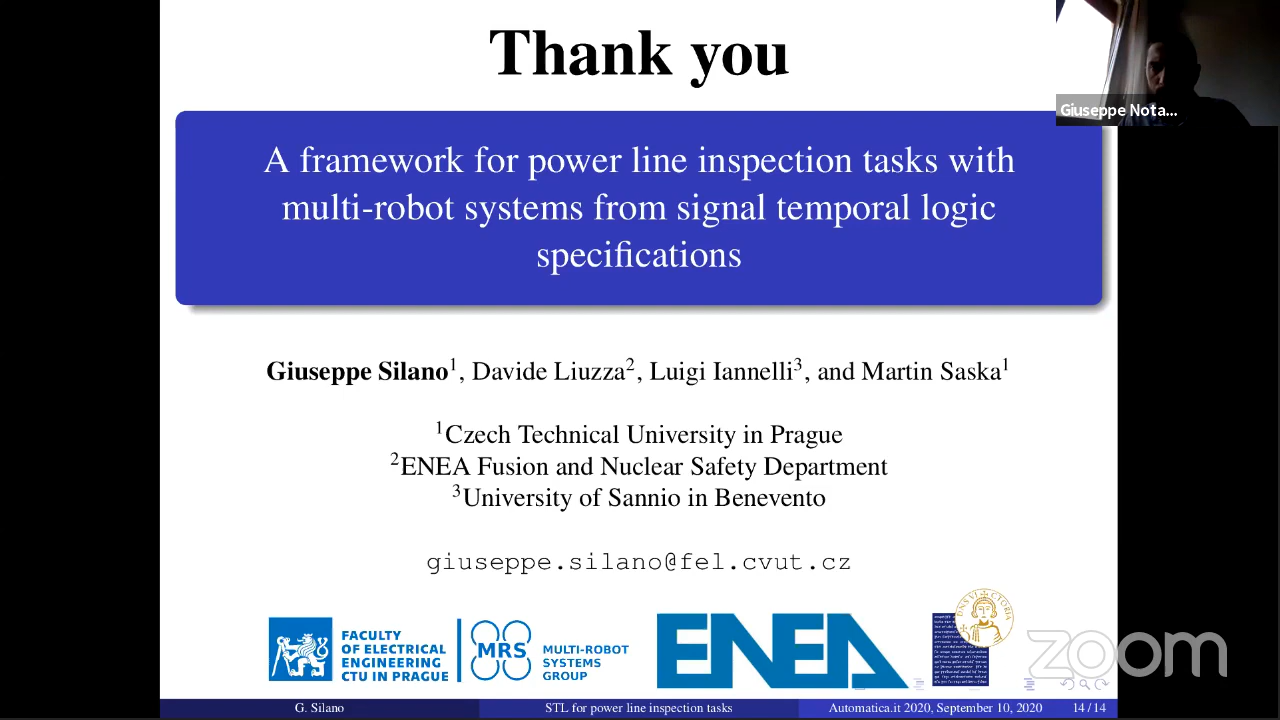 Thank you
Giuseppe Nota...
A framework for power line inspection tasks with
multi-robot systems from signal temporal logic
specifications
Giuseppe Silano1, Davide Liuzza2, Luigi Iannelli3, and Martin Saska1
1Czech Technical University in Prague
2ENEA Fusion and Nuclear Safety Department
3University of Sannio in Benevento
giuseppe.silano@fel.cvut.cz
FACULTY
OF ELECTRICAL
ENGINEERING
CTU IN PRAGUE
MRS
MULTI-ROBOT
SYSTEMS
GROUP
ENEA
zoom
G. Silano
STL for power line inspection tasks
Automatica.it 2020, September 10, 2020
14 / 14